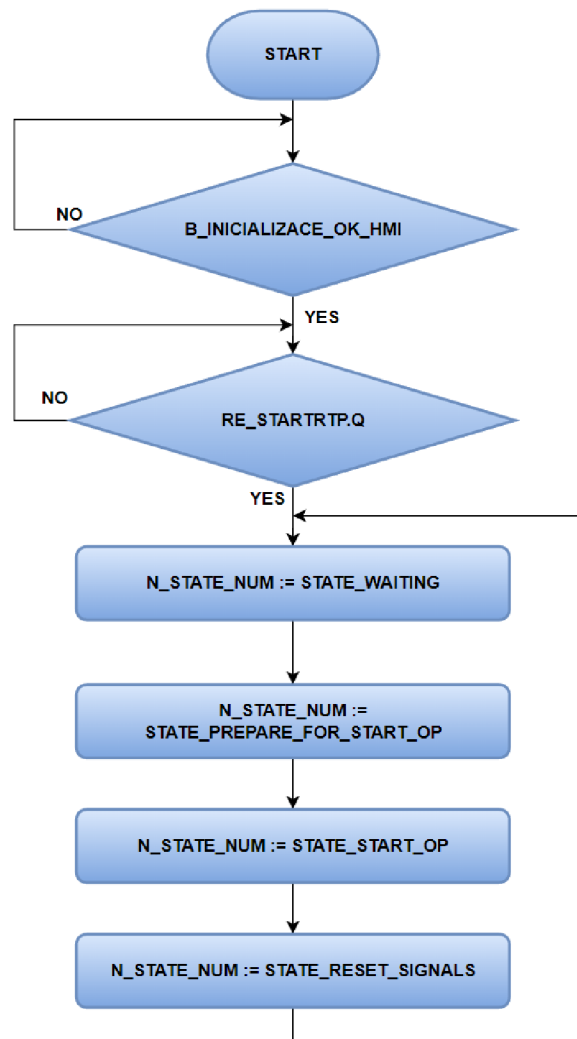 START
NO
B_INICIALIZACE_OK_HMI
YES
NO
RE_STARTRTP.Q
YES
N_STATE_NUM := STATE_WAITING
N_STATE_NUM :=
STATE_PREPARE_FOR_START_OP
N_STATE_NUM := STATE_START_OP
N_STATE_NUM := STATE_RESET_SIGNALS